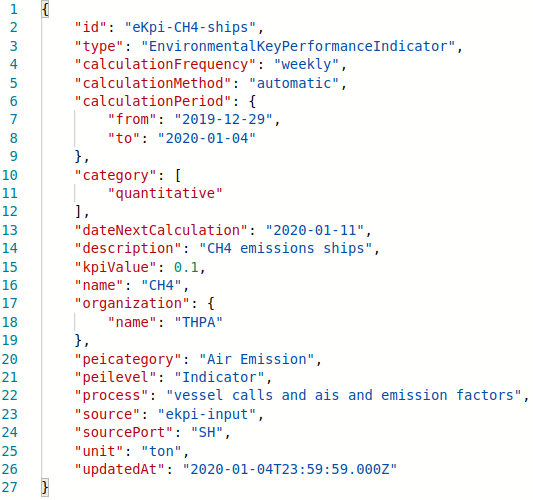 1 {
2 "id": "eKpi-CH4-ships",
3 "type": "EnvironmentalKeyPerformanceIndicator",
4 "calculationFrequency": "weekly",
5 "calculationMethod": "automatic",
6 "calculationPeriod": {
7 "from": "2019-12-29",
8 "to": "2020-01-04"
9 },
10 "category": [
11 "quantitative"
12 ],
13 "dateNextCalculation": "2020-01-11",
14 "description": "CH4 emissions ships",
15 "kpiValue": 0.1,
16 "name": "CH4",
17 "organization": {
18 "name": "THPA"
19 },
20 "peicategory": "Air Emission",
21 "peilevel": "Indicator",
22 "process": "vessel calls and ais and emission factors",
23 "source": "ekpi-input",
24 "sourcePort": "SH",
25 "unit": "ton",
26 "updatedAt": "2020-01-04T23:59:59.000Z"
27 }